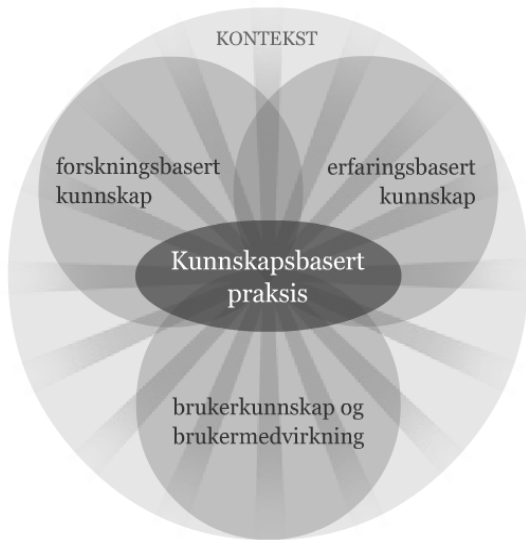 KONTEKST
forskningsbasert
kunnskap
erfaringsbasert
kunnskap
Kunnskapsbasert
praksis
brukerkunnskap og
brukermedvirkning